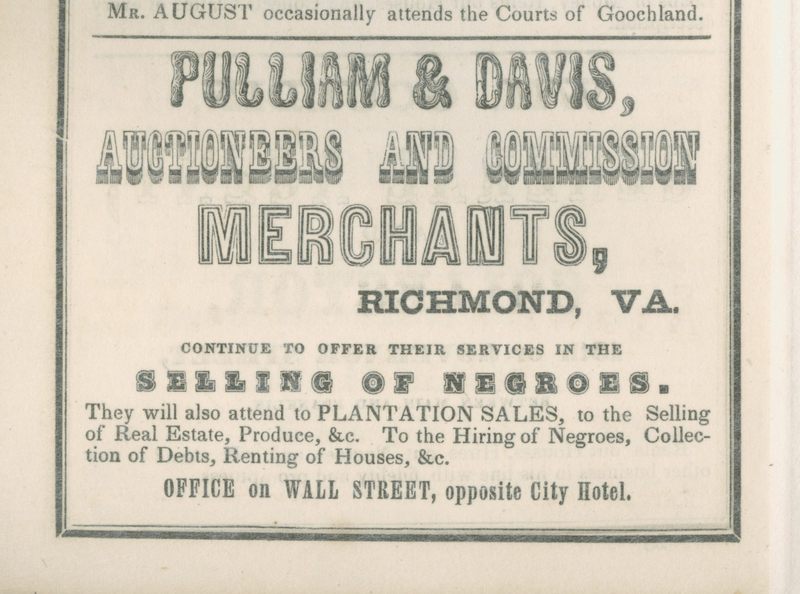 Mr. AUGUST occasionally attends the Courts of Goochland.
PULLIAM & DAVIS,
AUCTIONEERS AND COMMISSION
MERCHANTS,
RICHMOND, VA.
CONTINUE TO OFFER THEIR SERVICES IN THE
SELLING OF NEGROES.
They will also attend to PLANTATION SALES, to the Selling
of Real Estate, Produce, &c. To the Hiring of Negroes, Collec-
tion of Debts, Renting of Houses, &c.
OFFICE on WALL STREET, opposite City Hotel.